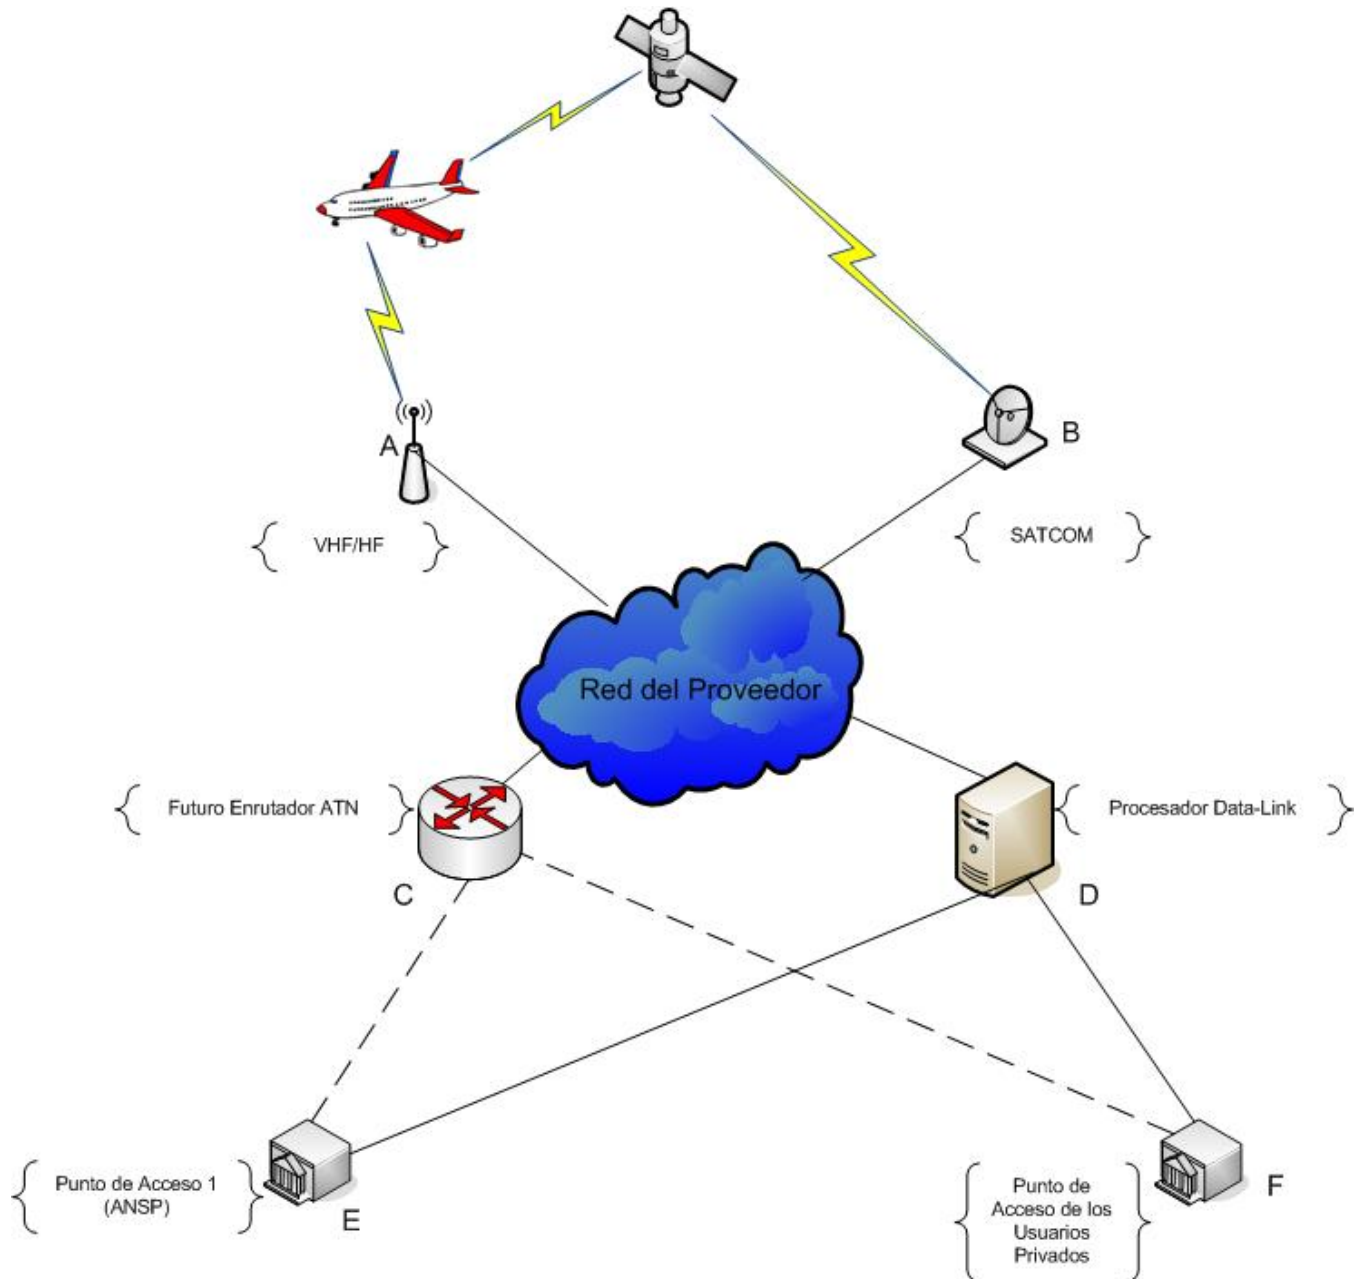 A
B
VHF/HF
SATCOM
Red del Proveedor
Futuro Enrutador ATN
Procesador Data-Link
C
D
Punto de Acceso 1
(ANSP)
E
Punto de
Acceso de los
Usuarios
Privados
F